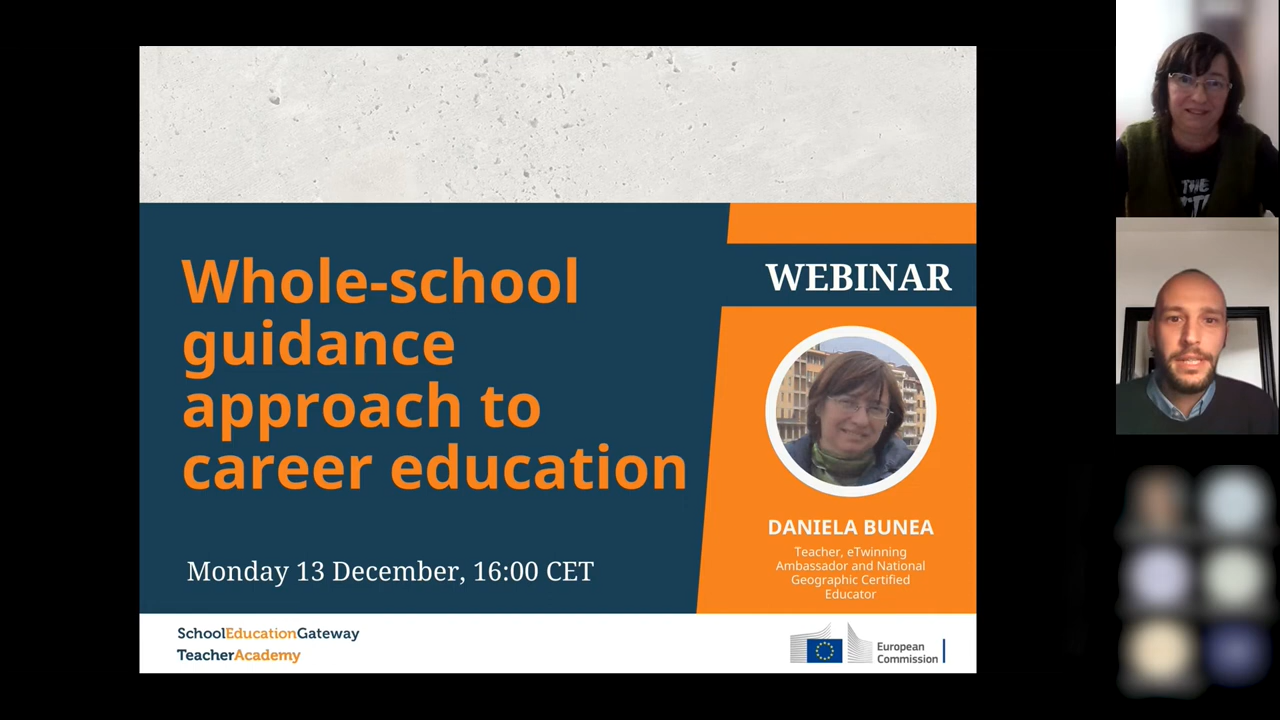 Whole-school
guidance
approach to
career education
Monday 13 December, 16:00 CET
WEBINAR
DANIELA BUNEA
Teacher, eTwinning
Ambassador and National
Geographic Certified
Educator
SchoolEducationGateway
TeacherAcademy
European
Commission
THE